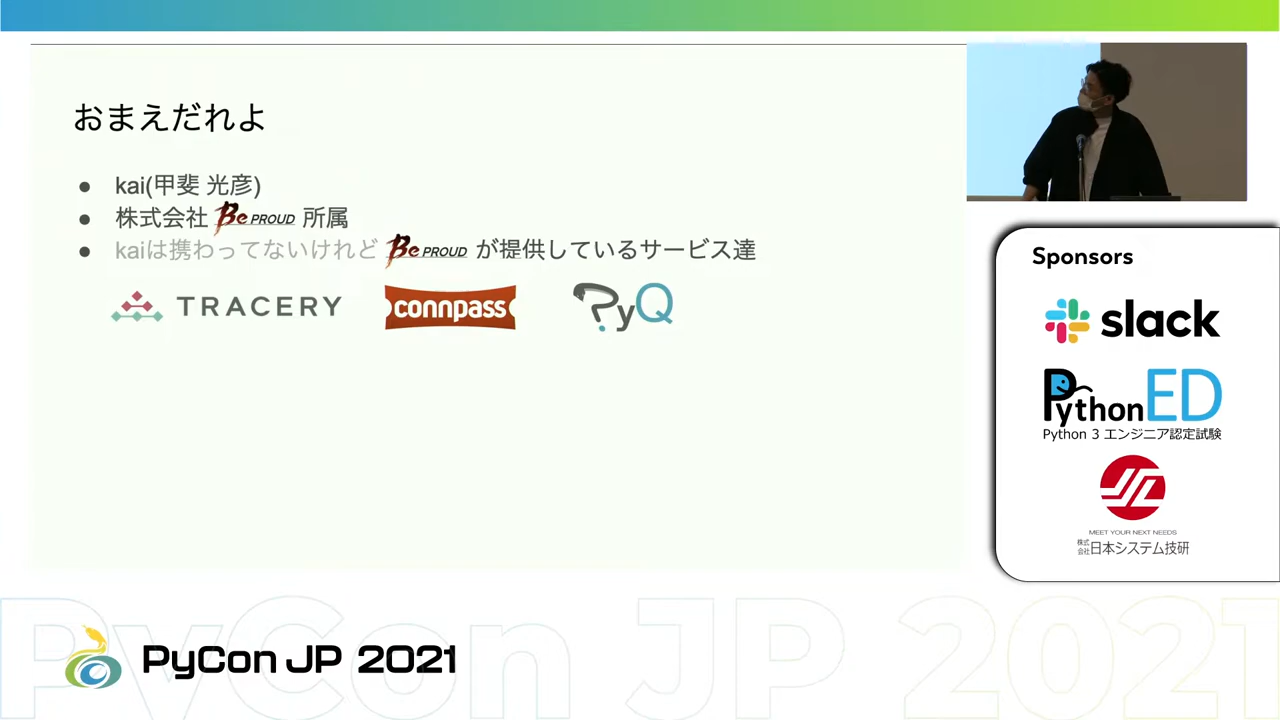 おまえだれよ
● kai(甲斐 光彦)
● 株式会社 Be PROUD 所属
● kaiは携わってないけれど Be PROUD が提供しているサービス達
TRACERY connpass PyQ
Sponsors
slack
PythonED
Python 3 エンジニア認定試験
MEET YOUR NEXT NEEDS
株式会社日本システム技研
PyCon JP 2021
PyCon JP 2021